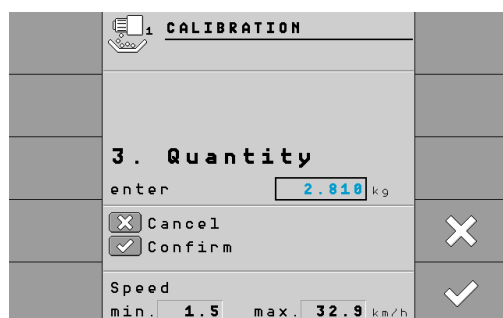 1 CALIBRATION
3. Quantity
enter 2.810 kg
Cancel
Confirm
Speed
min. 1.5 max. 32.9 km/h